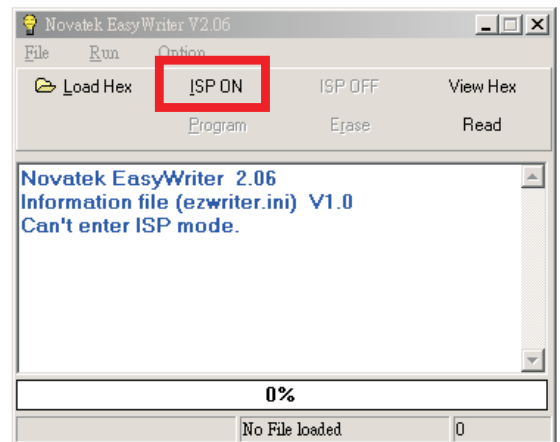 Novatek EasyWriter V2.06
File Run Option
Load Hex ISP ON ISP OFF View Hex
Program Erase Read
Novatek EasyWriter 2.06
Information file (ezwriter.ini) V1.0
Can't enter ISP mode.
0%
No File loaded 0